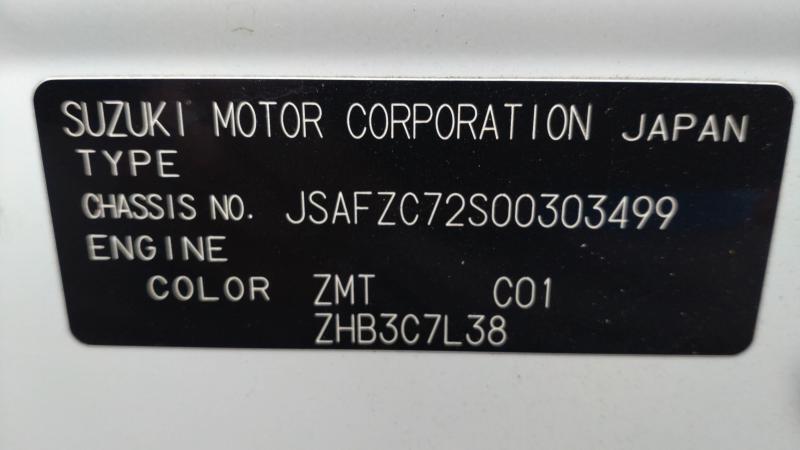 SUZUKI MOTOR CORPORATION JAPAN
TYPE
CHASSIS NO. JSAFZC72S00303499
ENGINE
COLOR ZMT C01
ZHB3C7L38